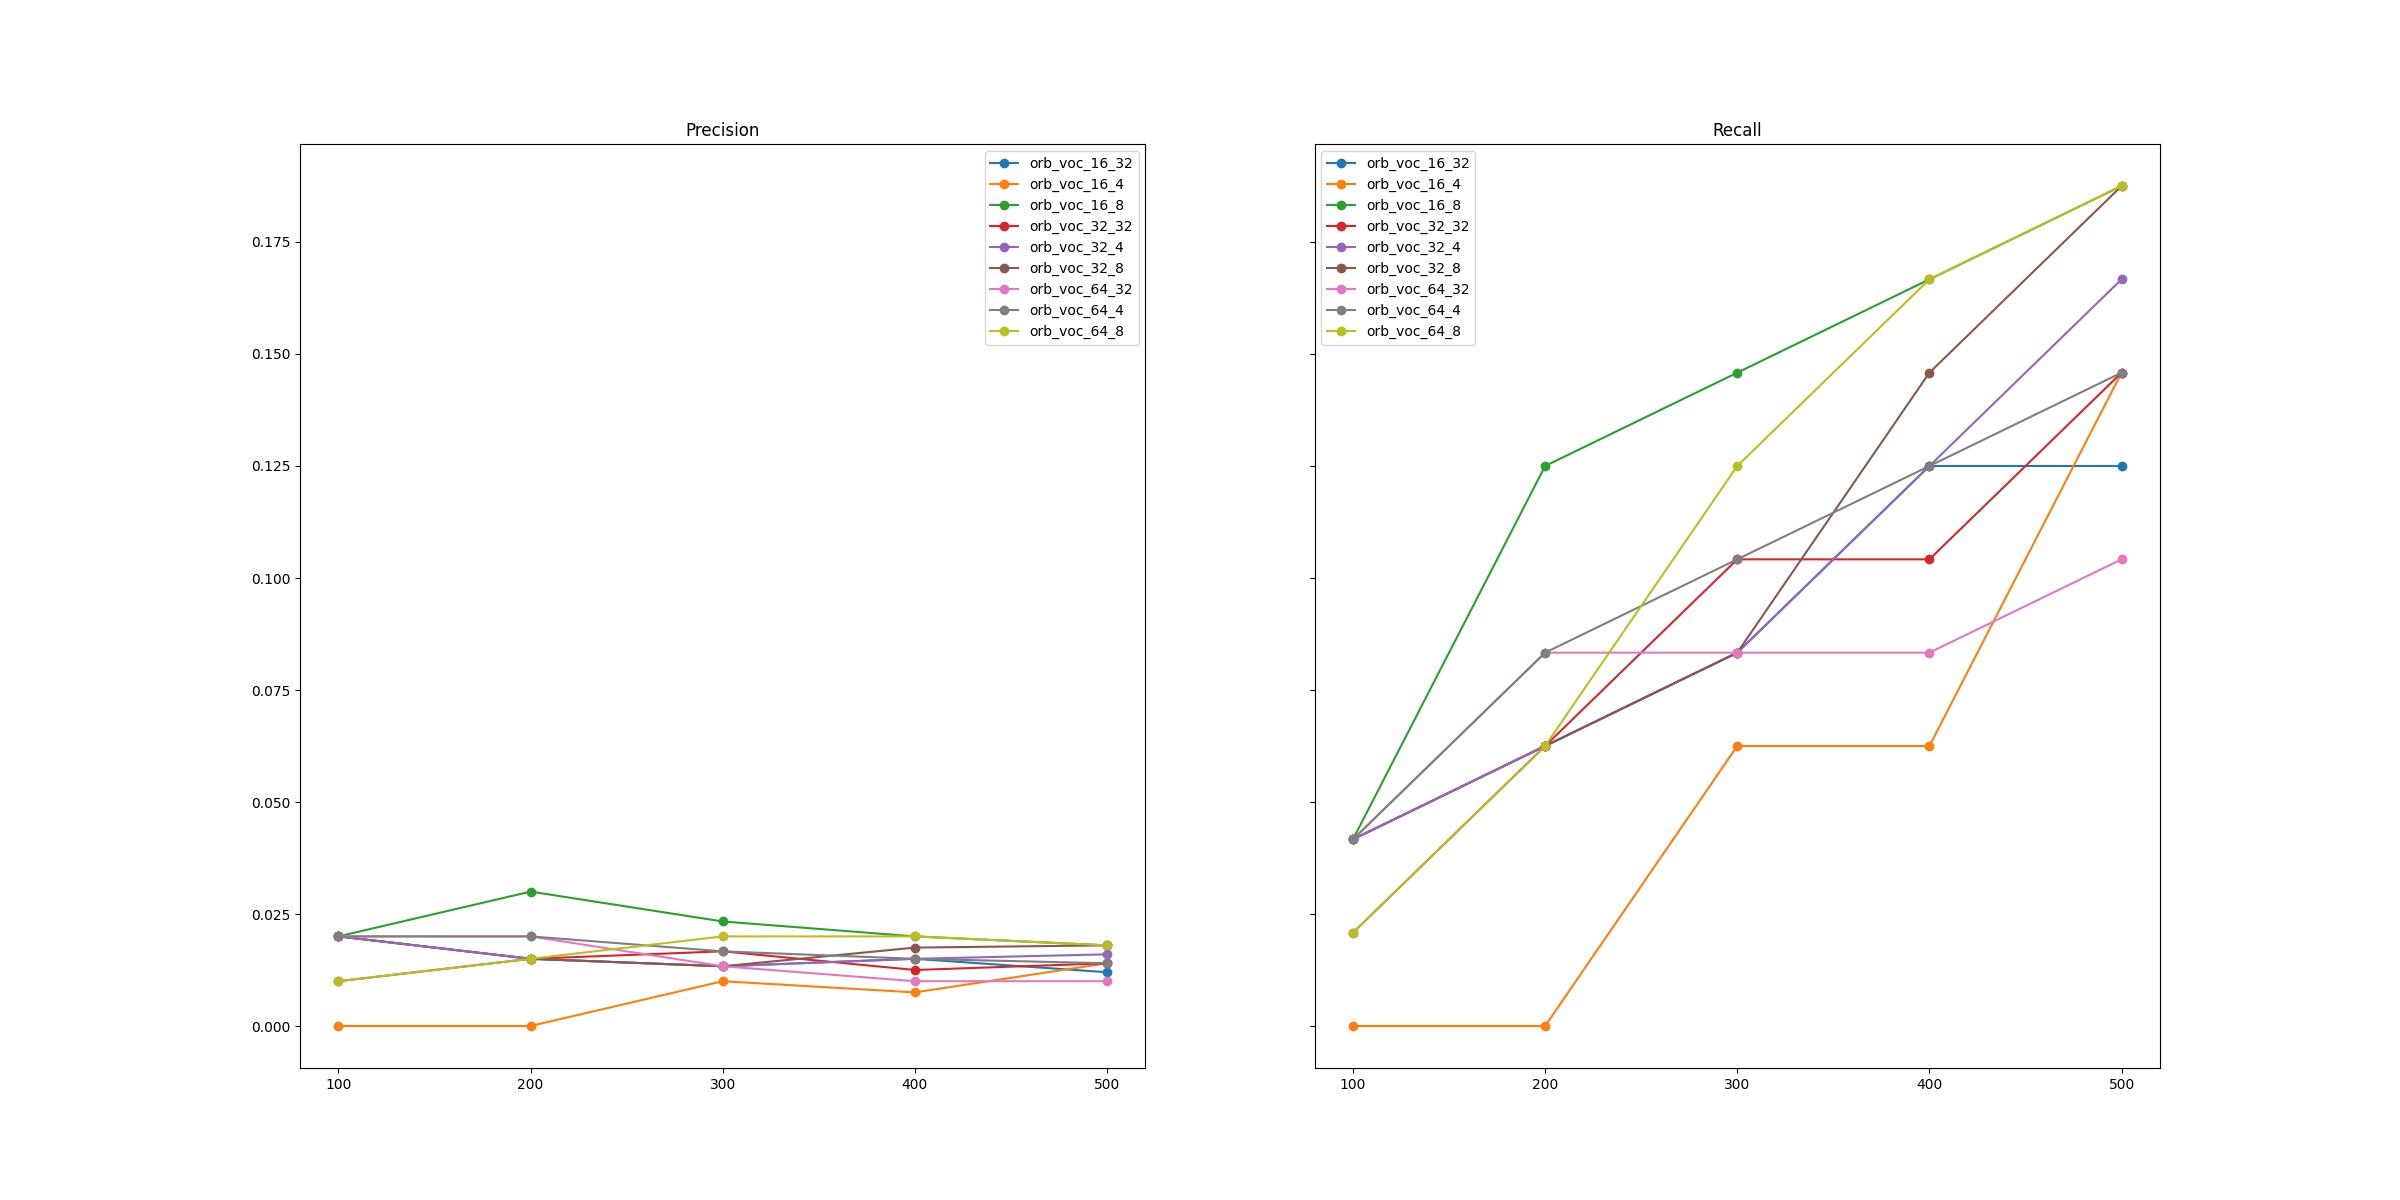 Precision
orb_voc_16_32
orb_voc_16_4
orb_voc_16_8
orb_voc_32_32
orb_voc_32_4
orb_voc_32_8
orb_voc_64_32
orb_voc_64_4
orb_voc_64_8
0.175
0.150
0.125
0.100
0.075
0.050
0.025
0.000
100 200 300 400 500
Recall
orb_voc_16_32
orb_voc_16_4
orb_voc_16_8
orb_voc_32_32
orb_voc_32_4
orb_voc_32_8
orb_voc_64_32
orb_voc_64_4
orb_voc_64_8
100 200 300 400 500